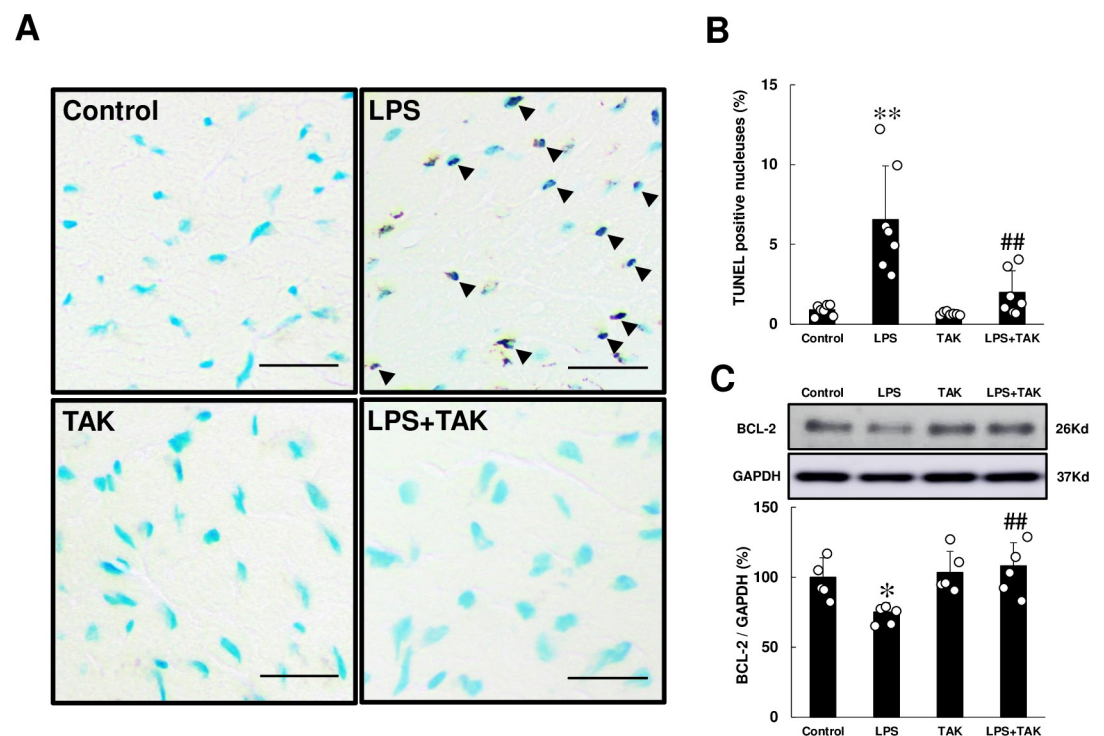 A
Control
LPS
TAK
LPS+TAK
B
TUNEL positive nucleuses (%)
15
10
5
0
**
##
Control LPS TAK LPS+TAK
C
Control LPS TAK LPS+TAK
BCL-2 26Kd
GAPDH 37Kd
BCL-2 / GAPDH (%)
150
100
50
0
*
##
Control LPS TAK LPS+TAK